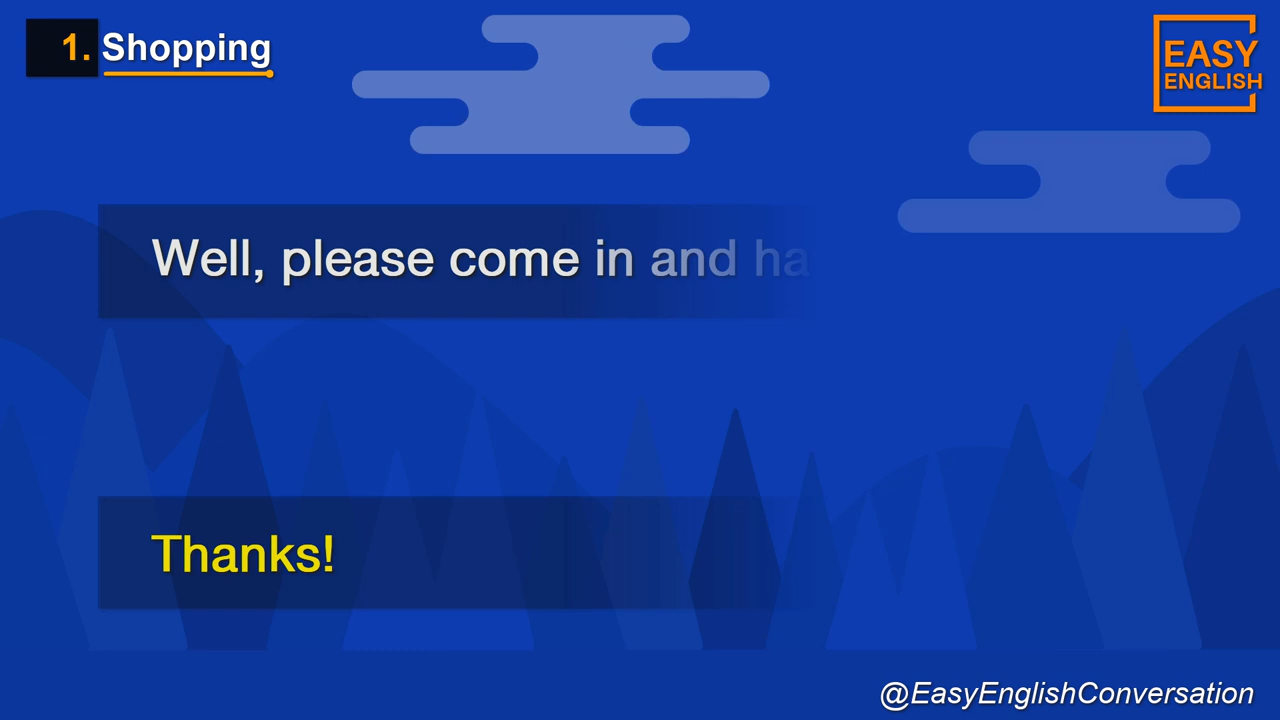 1. Shopping
EASY
ENGLISH
Well, please come in and
Thanks!
@EasyEnglishConversation